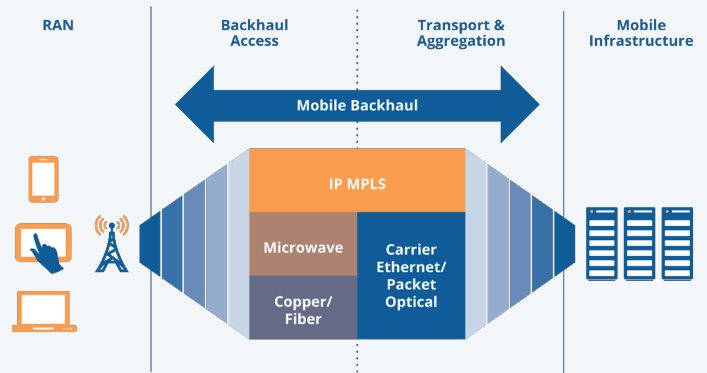 RAN
Backhaul
Access
Transport &
Aggregation
Mobile
Infrastructure
Mobile Backhaul
IP MPLS
Microwave
Carrier
Ethernet/
Packet
Optical
Copper/
Fiber